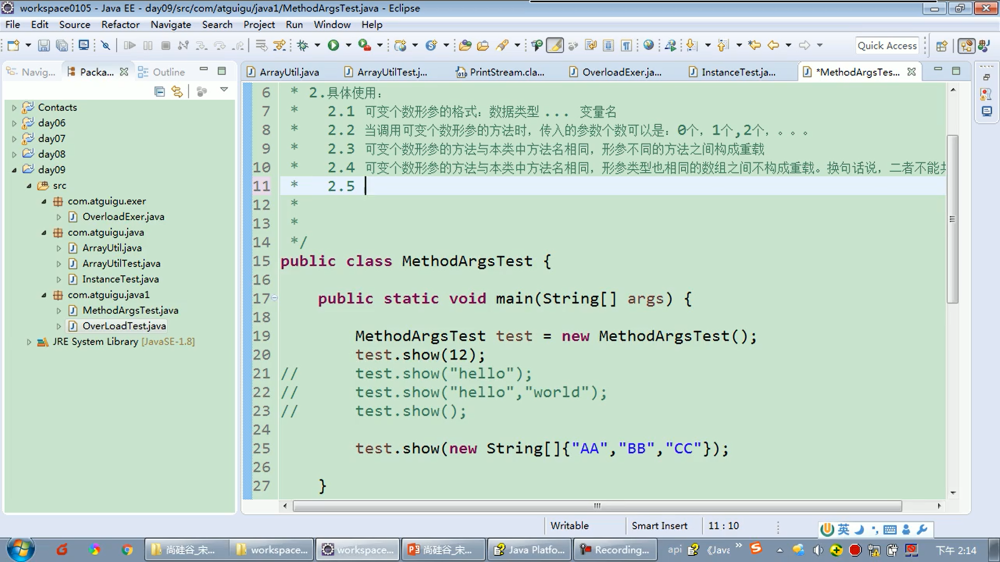 workspace0105 - Java EE - day09/src/com/atguigu/java1/MethodArgsTest.java - Eclipse
File Edit Source Refactor Navigate Search Project Run Window Help
Quick Access
Navig... Packa... Outline
ArrayUtil.java ArrayUtilTest.j... PrintStream.cla... OverloadExer.ja... InstanceTest.ja... *MethodArgsTes...
Contacts
day06
day07
day08
day09
src
com.atguigu.exer
OverloadExer.java
com.atguigu.java
ArrayUtil.java
ArrayUtilTest.java
InstanceTest.java
com.atguigu.java1
MethodArgsTest.java
OverLoadTest.java
JRE System Library [JavaSE-1.8]
6 * 2.具体使用：
7 * 2.1 可变个数形参的格式：数据类型 ... 变量名
8 * 2.2 当调用可变个数形参的方法时，传入的参数个数可以是：0个，1个,2个，。。。
9 * 2.3 可变个数形参的方法与本类中方法名相同，形参不同的方法之间构成重载
10 * 2.4 可变个数形参的方法与本类中方法名相同，形参类型也相同的数组之间不构成重载。换句话说，二者不能共
11 * 2.5
12 *
13 *
14 */
15 public class MethodArgsTest {
16
17 public static void main(String[] args) {
18
19 MethodArgsTest test = new MethodArgsTest();
20 test.show(12);
21 // test.show("hello");
22 // test.show("hello","world");
23 // test.show();
24
25 test.show(new String[]{"AA","BB","CC"});
26
27 }
Writable Smart Insert 11 : 10
英
尚硅谷_宋... workspace... workspace... 尚硅谷_宋... Java Platfo... Recording... api 《Java » 下午 2:14